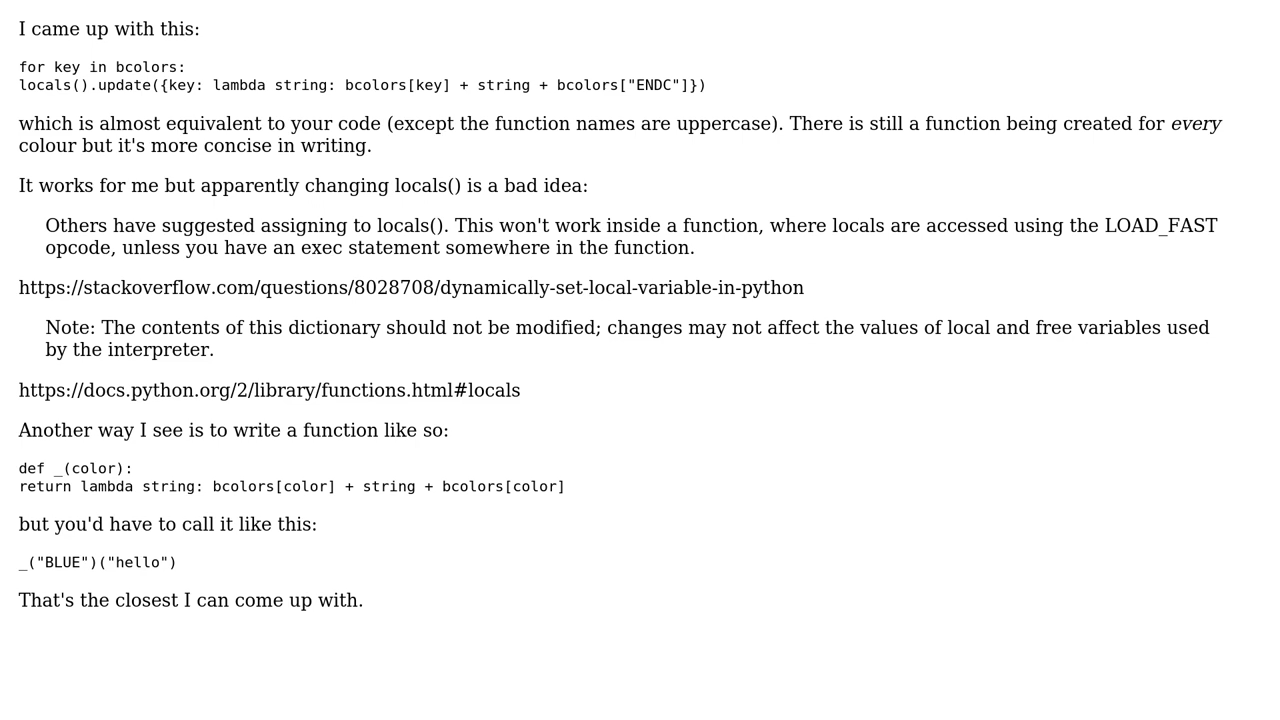 I came up with this:
for key in bcolors:
locals().update({key: lambda string: bcolors[key] + string + bcolors["ENDC"]})
which is almost equivalent to your code (except the function names are uppercase). There is still a function being created for every
colour but it's more concise in writing.
It works for me but apparently changing locals() is a bad idea:
Others have suggested assigning to locals(). This won't work inside a function, where locals are accessed using the LOAD_FAST
opcode, unless you have an exec statement somewhere in the function.
https://stackoverflow.com/questions/8028708/dynamically-set-local-variable-in-python
Note: The contents of this dictionary should not be modified; changes may not affect the values of local and free variables used
by the interpreter.
https://docs.python.org/2/library/functions.html#locals
Another way I see is to write a function like so:
def _(color):
return lambda string: bcolors[color] + string + bcolors[color]
but you'd have to call it like this:
_("BLUE")("hello")
That's the closest I can come up with.